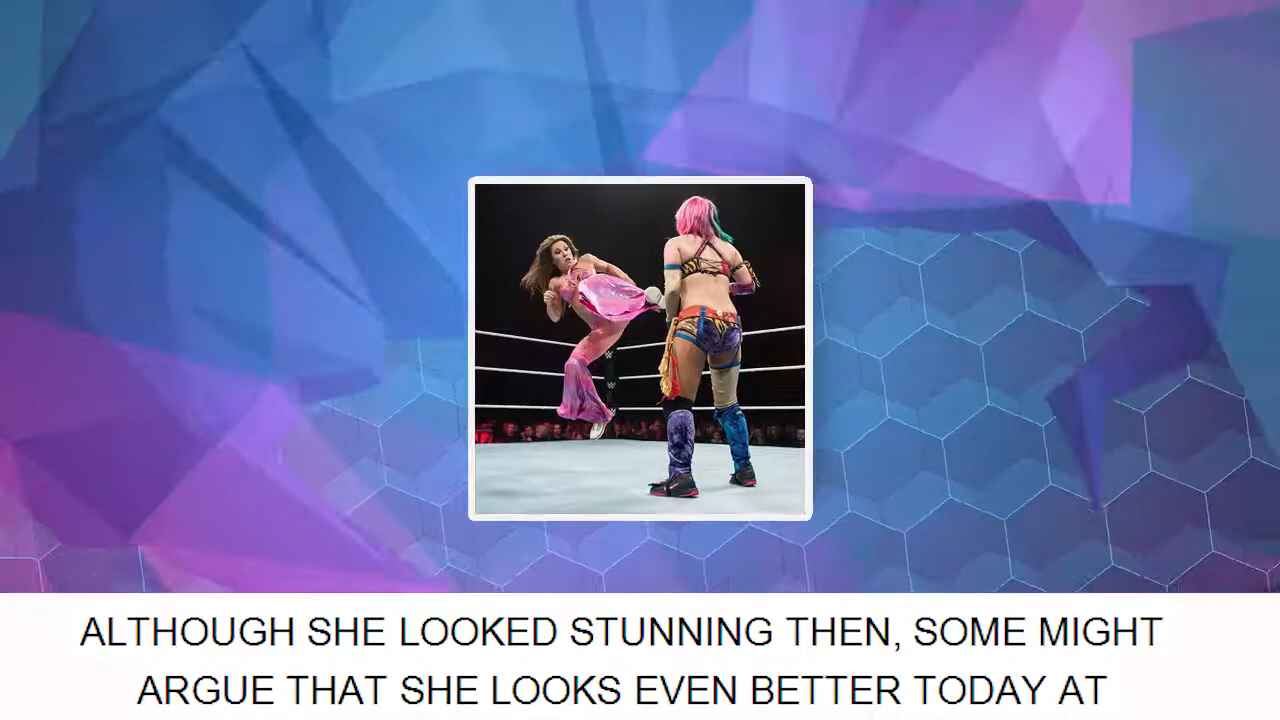 ALTHOUGH SHE LOOKED STUNNING THEN, SOME MIGHT
ARGUE THAT SHE LOOKS EVEN BETTER TODAY AT